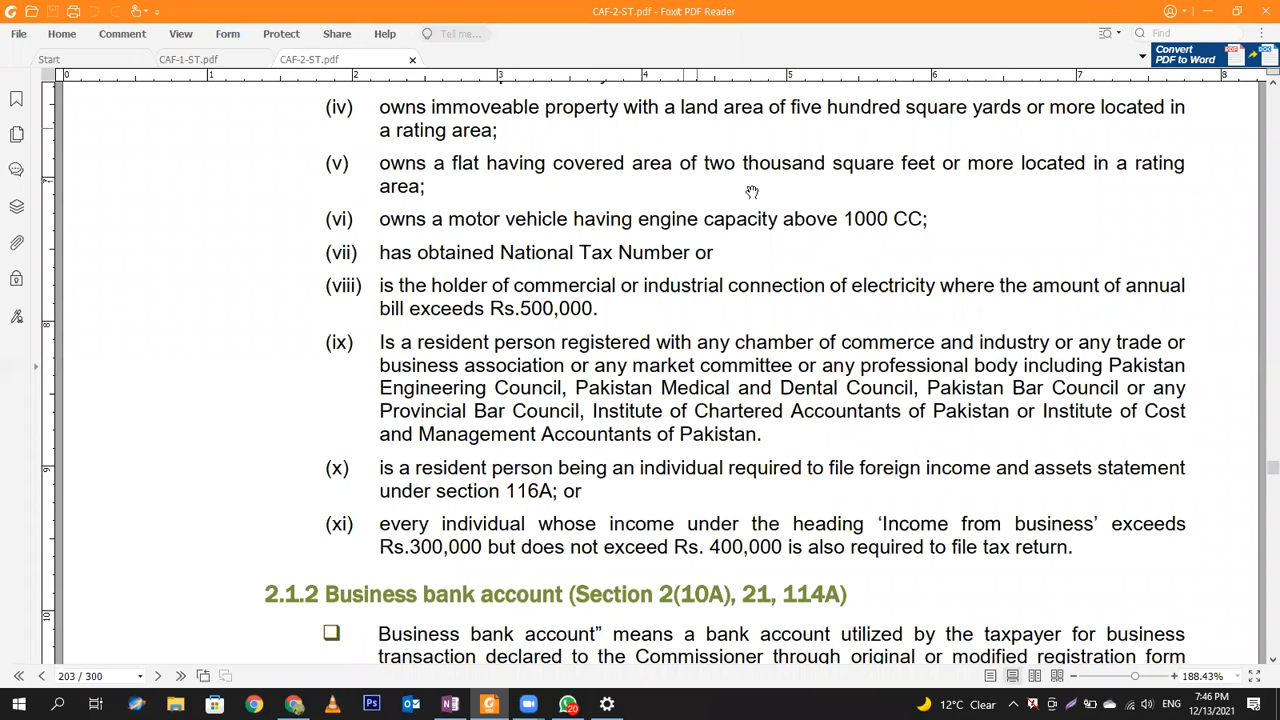 CAF-2-ST.pdf - Foxit PDF Reader
File Home Comment View Form Protect Share Help Tell me... Find
Start CAF-1-ST.pdf CAF-2-ST.pdf
Convert
PDF to Word
0 1 2 3 4 5 6 7 8
(iv) owns immoveable property with a land area of five hundred square yards or more located in
a rating area;
(v) owns a flat having covered area of two thousand square feet or more located in a rating
area;
(vi) owns a motor vehicle having engine capacity above 1000 CC;
(vii) has obtained National Tax Number or
(viii) is the holder of commercial or industrial connection of electricity where the amount of annual
bill exceeds Rs.500,000.
(ix) Is a resident person registered with any chamber of commerce and industry or any trade or
business association or any market committee or any professional body including Pakistan
Engineering Council, Pakistan Medical and Dental Council, Pakistan Bar Council or any
Provincial Bar Council, Institute of Chartered Accountants of Pakistan or Institute of Cost
and Management Accountants of Pakistan.
(x) is a resident person being an individual required to file foreign income and assets statement
under section 116A; or
(xi) every individual whose income under the heading ‘Income from business’ exceeds
Rs.300,000 but does not exceed Rs. 400,000 is also required to file tax return.
2.1.2 Business bank account (Section 2(10A), 21, 114A)
Business bank account” means a bank account utilized by the taxpayer for business
transaction declared to the Commissioner through original or modified registration form
203 / 300 188.43%
12°C Clear ENG 7:46 PM
12/13/2021